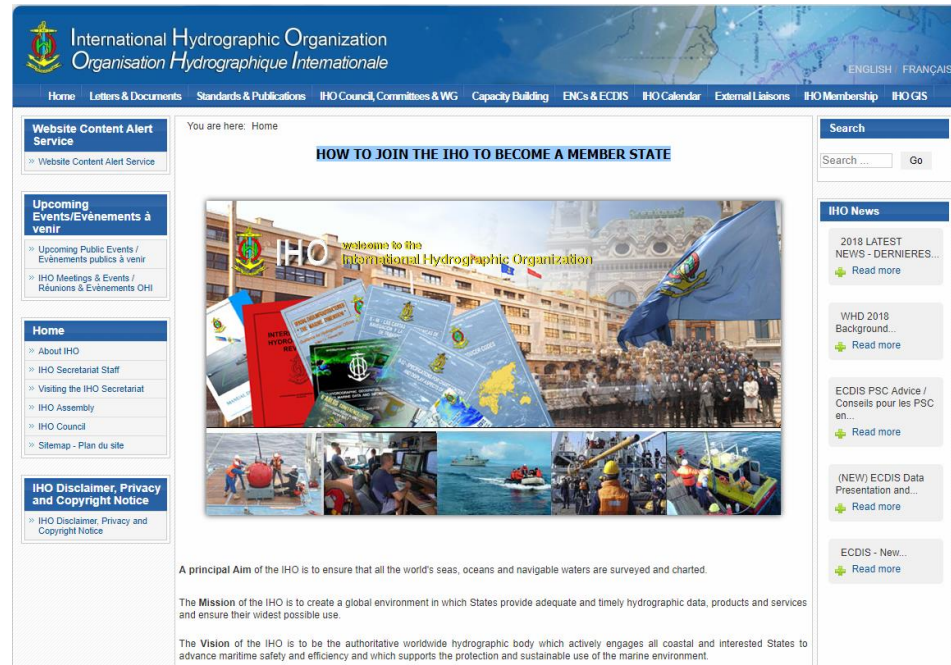 International Hydrographic Organization
Organisation Hydrographique Internationale
ENGLISH / FRANÇAIS
Home Letters & Documents Standards & Publications IHO Council, Committees & WG Capacity Building ENCs & ECDIS IHO Calendar External Liaisons IHO Membership IHO GIS
Website Content Alert
Service
» Website Content Alert Service
Upcoming
Events/Evènements à
venir
» Upcoming Public Events /
Evènements publics à venir
» IHO Meetings & Events /
Réunions & Evènements OHI
Home
» About IHO
» IHO Secretariat Staff
» Visiting the IHO Secretariat
» IHO Assembly
» IHO Council
» Sitemap - Plan du site
IHO Disclaimer, Privacy
and Copyright Notice
» IHO Disclaimer, Privacy and
Copyright Notice
You are here: Home
HOW TO JOIN THE IHO TO BECOME A MEMBER STATE
IHO
welcome to the
International Hydrographic Organization
A principal Aim of the IHO is to ensure that all the world's seas, oceans and navigable waters are surveyed and charted.
The Mission of the IHO is to create a global environment in which States provide adequate and timely hydrographic data, products and services
and ensure their widest possible use.
The Vision of the IHO is to be the authoritative worldwide hydrographic body which actively engages all coastal and interested States to
advance maritime safety and efficiency and which supports the protection and sustainable use of the marine environment.
Search
Search ... Go
IHO News
2018 LATEST
NEWS - DERNIERES...
Read more
WHD 2018
Background...
Read more
ECDIS PSC Advice /
Conseils pour les PSC
en...
Read more
(NEW) ECDIS Data
Presentation and...
Read more
ECDIS - New...
Read more